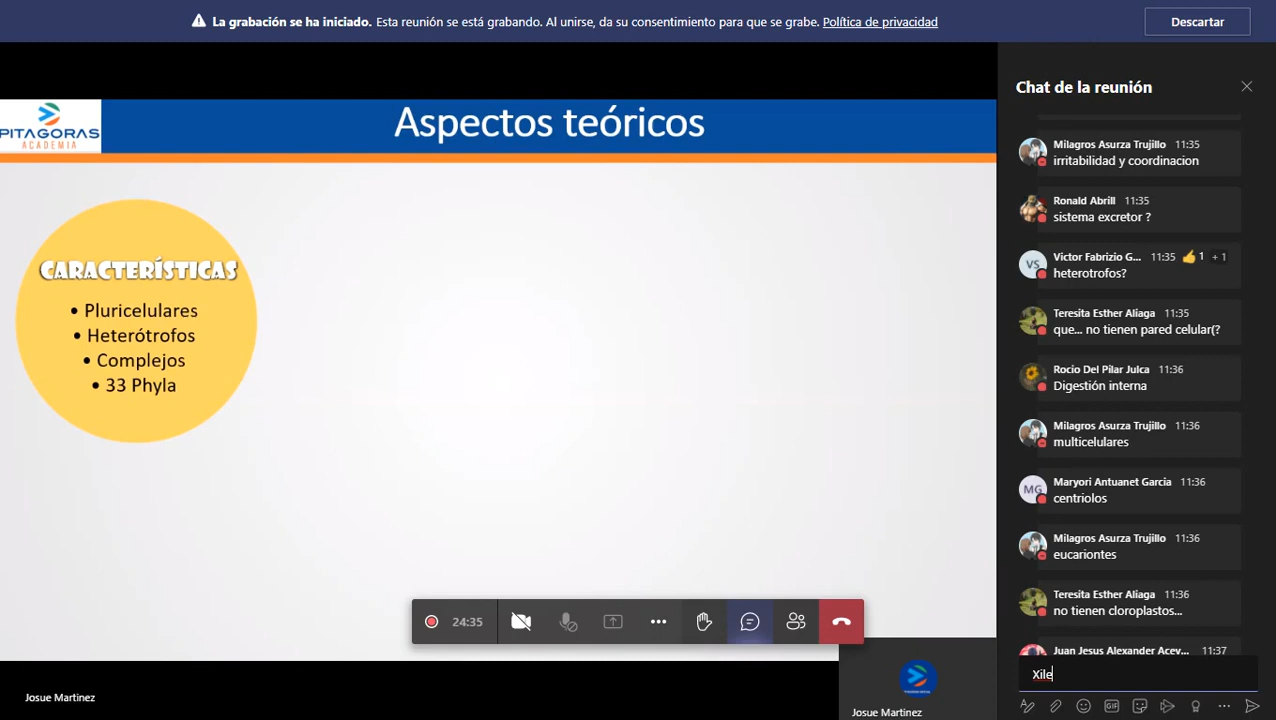 La grabación se ha iniciado. Esta reunión se está grabando. Al unirse, da su consentimiento para que se grabe. Política de privacidad
Descartar
PITAGORAS
ACADEMIA
Aspectos teóricos
CARACTERÍSTICAS
• Pluricelulares
• Heterótrofos
• Complejos
• 33 Phyla
24:35
Josue Martinez
Josue Martinez
Chat de la reunión
Milagros Asurza Trujillo 11:35
irritabilidad y coordinacion
Ronald Abrill 11:35
sistema excretor ?
VS
Victor Fabrizio G... 11:35 👍 1 + 1
heterotrofos?
Teresita Esther Aliaga 11:35
que... no tienen pared celular(?
Rocio Del Pilar Julca 11:36
Digestión interna
Milagros Asurza Trujillo 11:36
multicelulares
MG
Maryori Antuanet Garcia 11:36
centriolos
Milagros Asurza Trujillo 11:36
eucariontes
Teresita Esther Aliaga 11:36
no tienen cloroplastos...
Juan Jesus Alexander Acev... 11:37
Xile
GIF